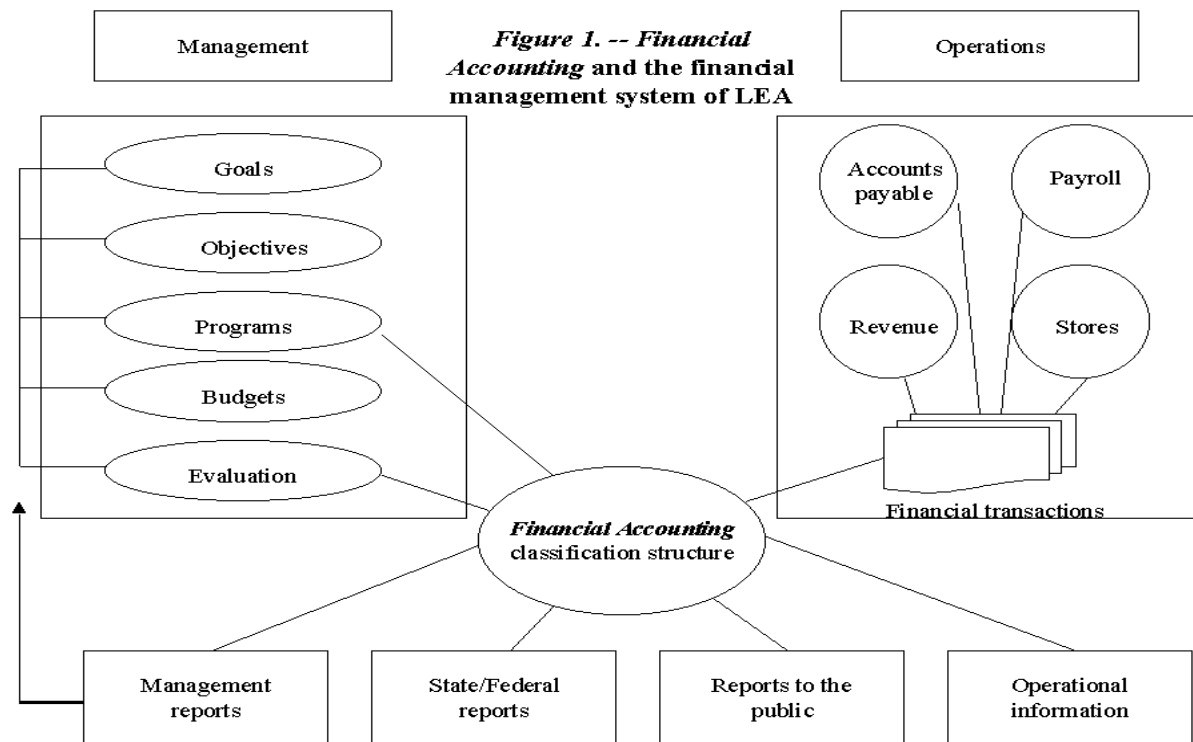 Management
Figure 1. -- Financial
Accounting and the financial
management system of LEA
Operations
Goals
Objectives
Programs
Budgets
Evaluation
Accounts
payable
Payroll
Revenue
Stores
Financial transactions
Financial Accounting
classification structure
Management
reports
State/Federal
reports
Reports to the
public
Operational
information